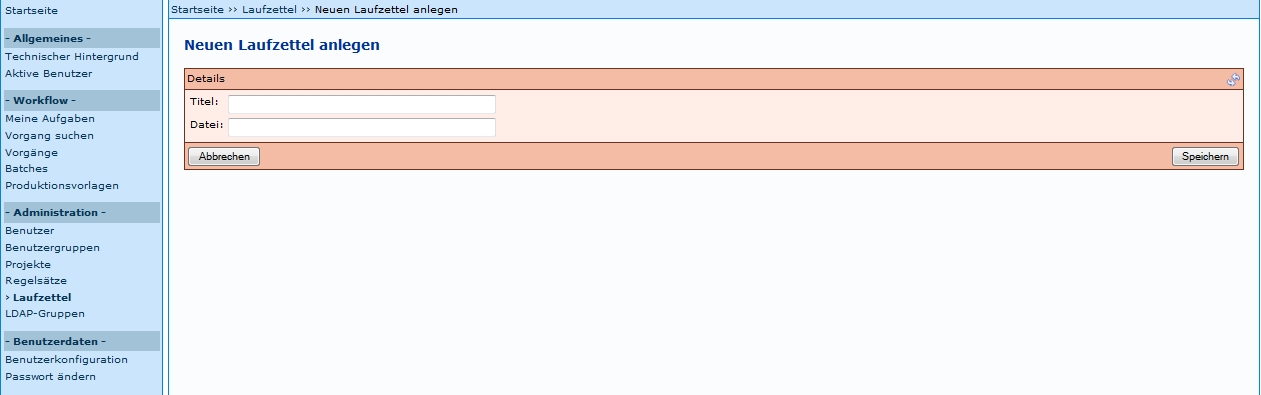 Startseite
- Allgemeines -
Technischer Hintergrund
Aktive Benutzer
- Workflow -
Meine Aufgaben
Vorgang suchen
Vorgänge
Batches
Produktionsvorlagen
- Administration -
Benutzer
Benutzergruppen
Projekte
Regelsätze
› Laufzettel
LDAP-Gruppen
- Benutzerdaten -
Benutzerkonfiguration
Passwort ändern
Startseite ›› Laufzettel ›› Neuen Laufzettel anlegen
Neuen Laufzettel anlegen
Details
Titel:
Datei:
Abbrechen Speichern